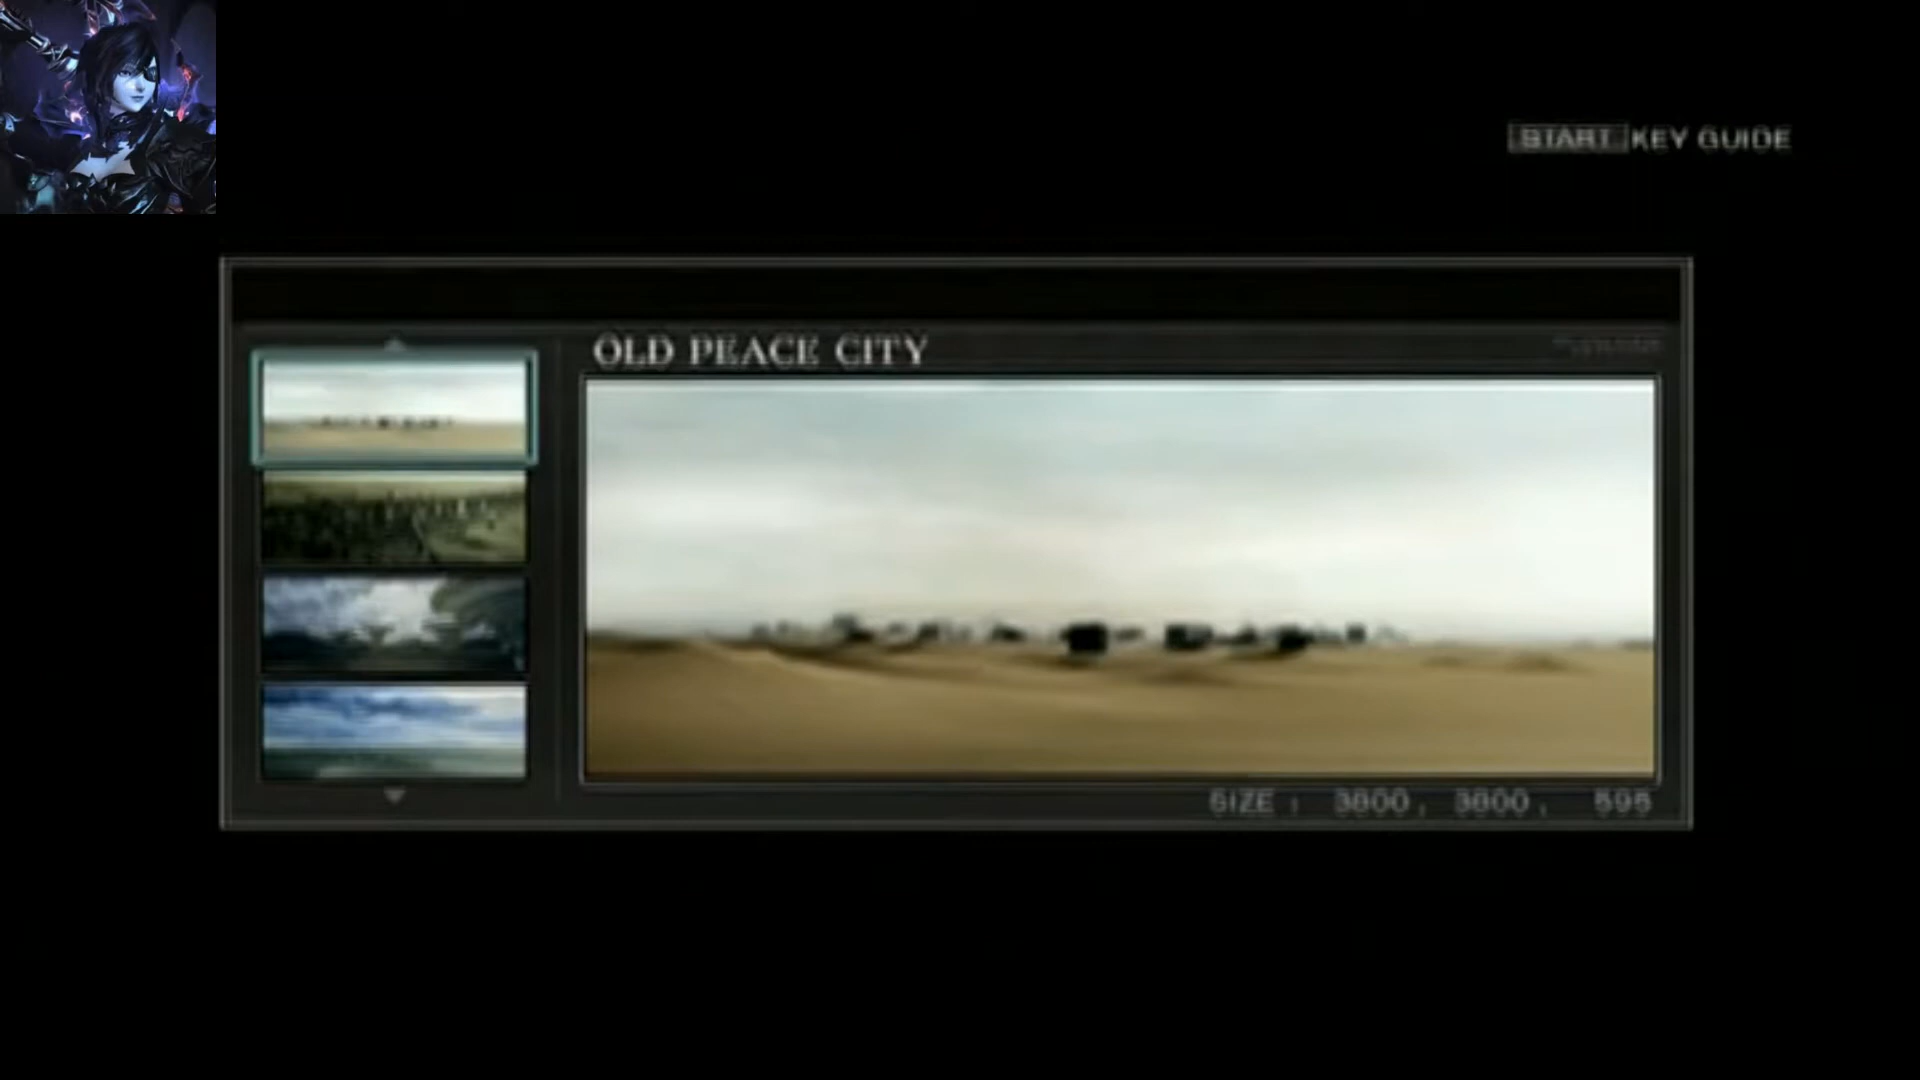 START KEY GUIDE
OLD PEACE CITY
SIZE : 3800, 3800, 595